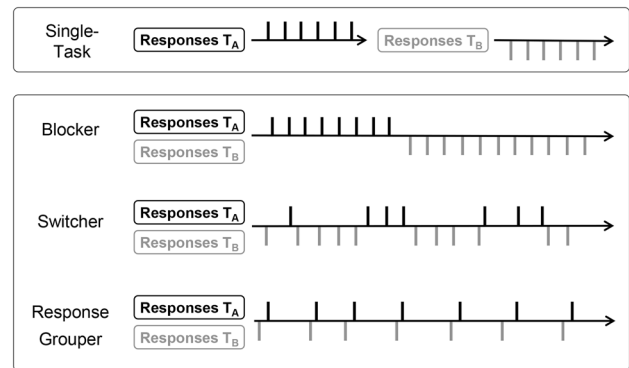 Single-
Task
Responses TA
Responses TB
Blocker
Responses TA
Responses TB
Switcher
Responses TA
Responses TB
Response
Grouper
Responses TA
Responses TB